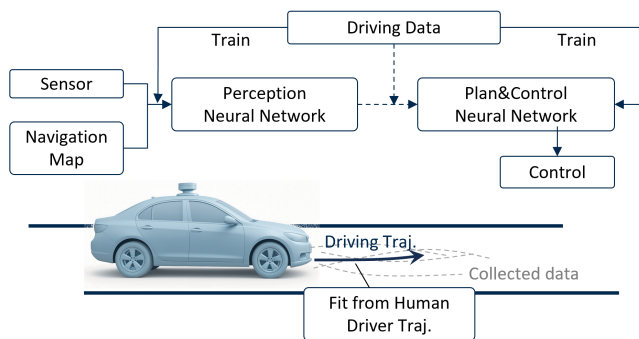 Driving Data
Train
Train
Sensor
Perception
Neural Network
Plan&Control
Neural Network
Navigation
Map
Control
Driving Traj.
Collected data
Fit from Human
Driver Traj.